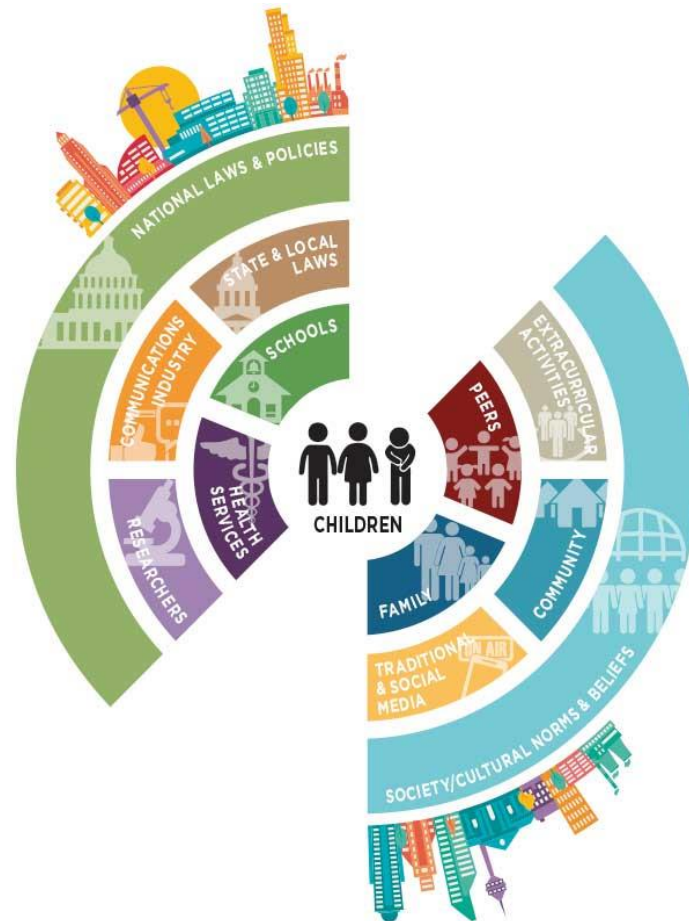 NATIONAL LAWS & POLICIES
STATE & LOCAL
LAWS
COMMUNICATIONS
INDUSTRY
SCHOOLS
HEALTH
SERVICES
RESEARCHERS
CHILDREN
PEERS
EXTRACURRICULAR
ACTIVITIES
COMMUNITY
FAMILY
TRADITIONAL
& SOCIAL
MEDIA
ON AIR
SOCIETY/CULTURAL NORMS & BELIEFS